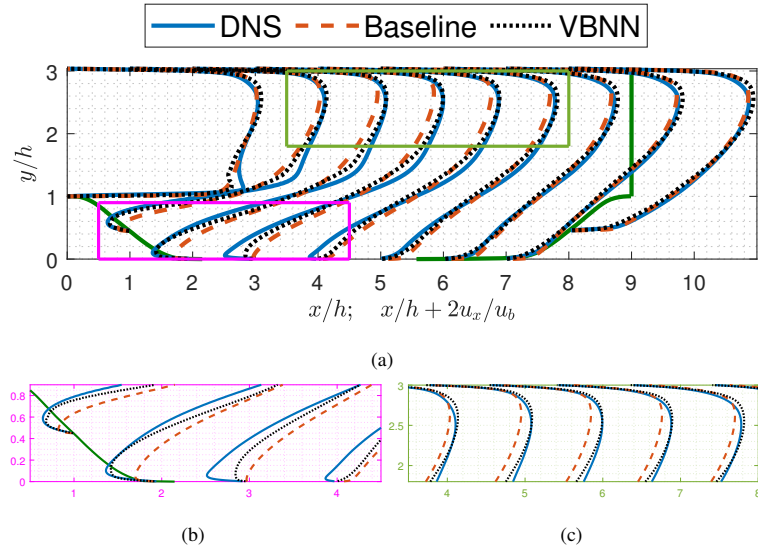 DNS Baseline VBNN
3
2
1
0
y/h
0 1 2 3 4 5 6 7 8 9 10
x/h; x/h + 2u_x/u_b
(a)
0.8
0.6
0.4
0.2
0
1 2 3 4
(b)
3
2.5
2
4 5 6 7 8
(c)